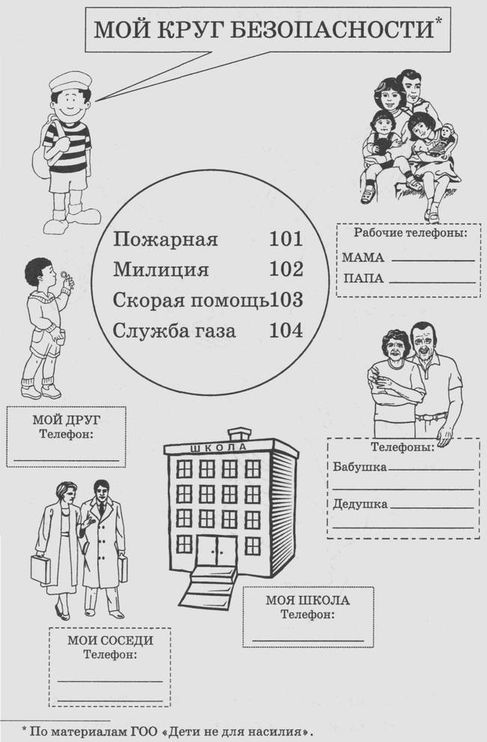 МОЙ КРУГ БЕЗОПАСНОСТИ*
Пожарная 101
Милиция 102
Скорая помощь 103
Служба газа 104
Рабочие телефоны:
МАМА
ПАПА
МОЙ ДРУГ
Телефон:
Телефоны:
Бабушка
Дедушка
ШКОЛА
МОЯ ШКОЛА
Телефон:
МОИ СОСЕДИ
Телефон:
* По материалам ГОО «Дети не для насилия».